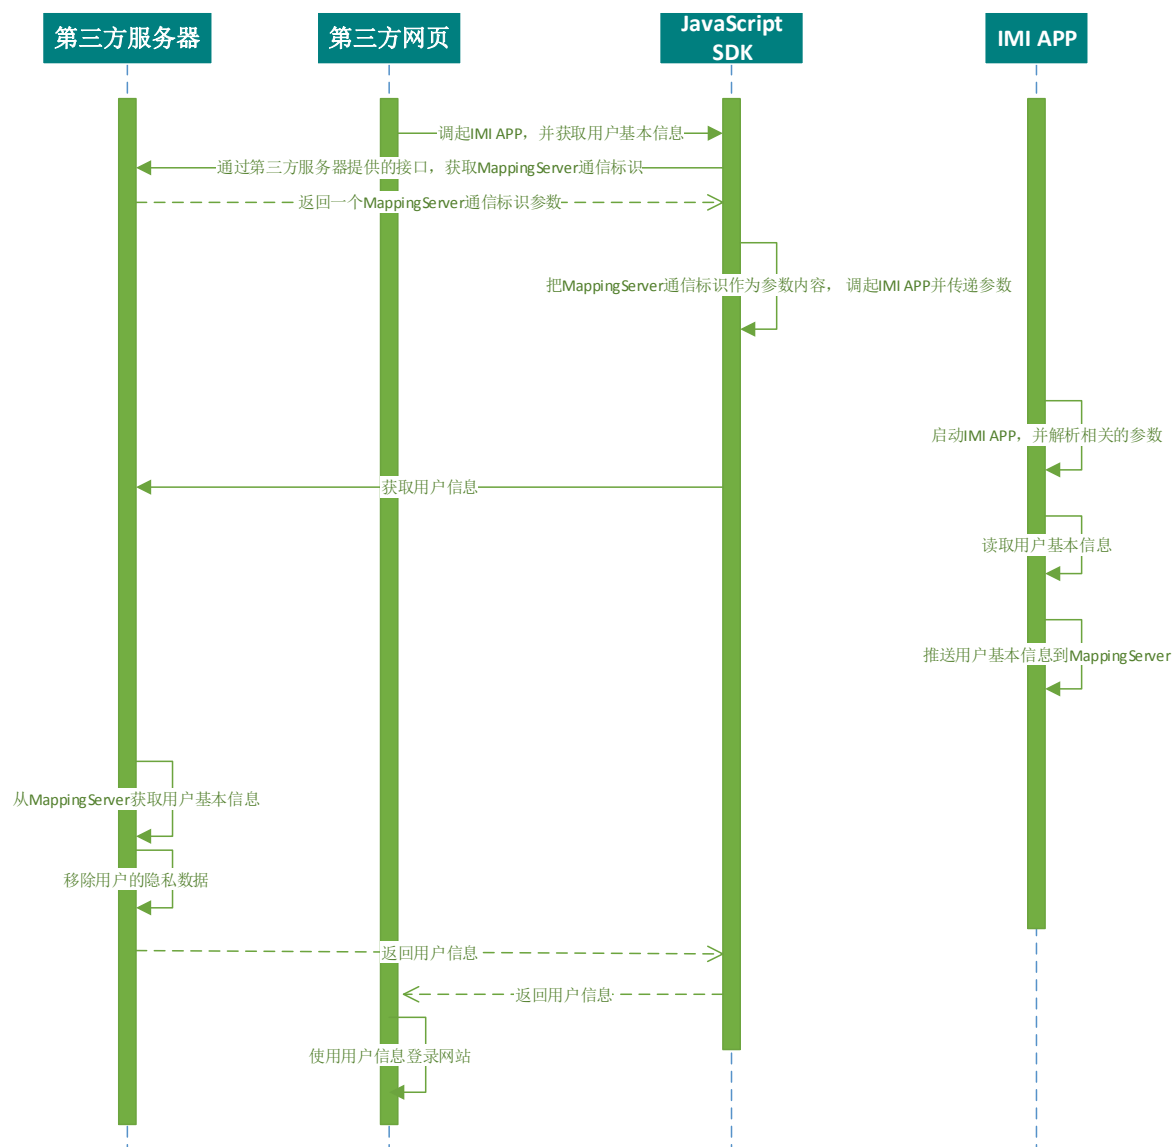 第三方服务器
第三方网页
JavaScript
SDK
IMI APP
调起IMI APP，并获取用户基本信息
通过第三方服务器提供的接口，获取MappingServer通信标识
返回一个MappingServer通信标识参数
把MappingServer通信标识作为参数内容， 调起IMI APP并传递参数
启动IMI APP，并解析相关的参数
获取用户信息
读取用户基本信息
推送用户基本信息到MappingServer
从MappingServer获取用户基本信息
移除用户的隐私数据
返回用户信息
返回用户信息
使用用户信息登录网站